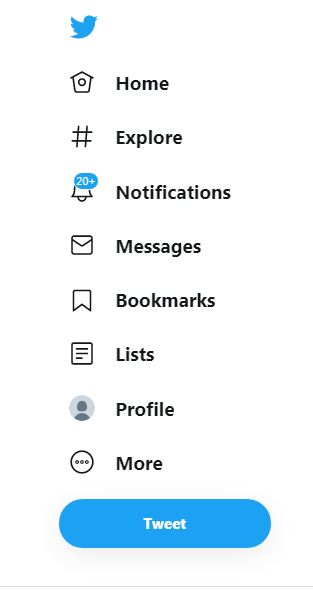 Home
Explore
20+
Notifications
Messages
Bookmarks
Lists
Profile
More
Tweet